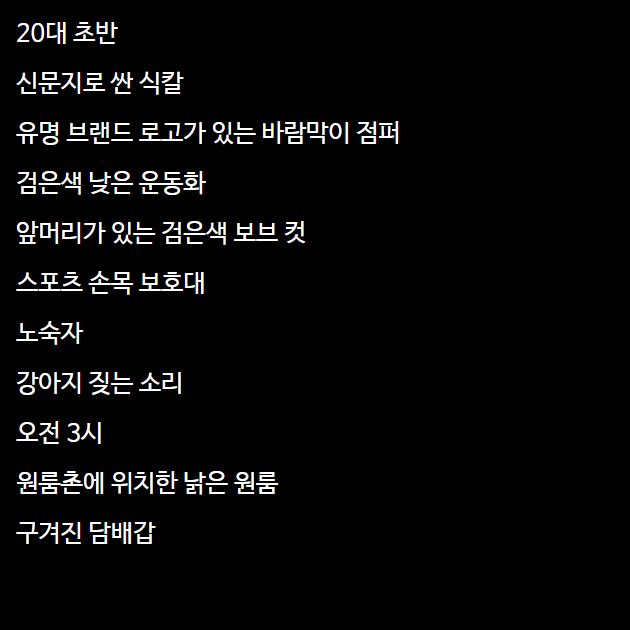 20대 초반
신문지로 싼 식칼
유명 브랜드 로고가 있는 바람막이 점퍼
검은색 낮은 운동화
앞머리가 있는 검은색 보브 컷
스포츠 손목 보호대
노숙자
강아지 짖는 소리
오전 3시
원룸촌에 위치한 낡은 원룸
구겨진 담배갑